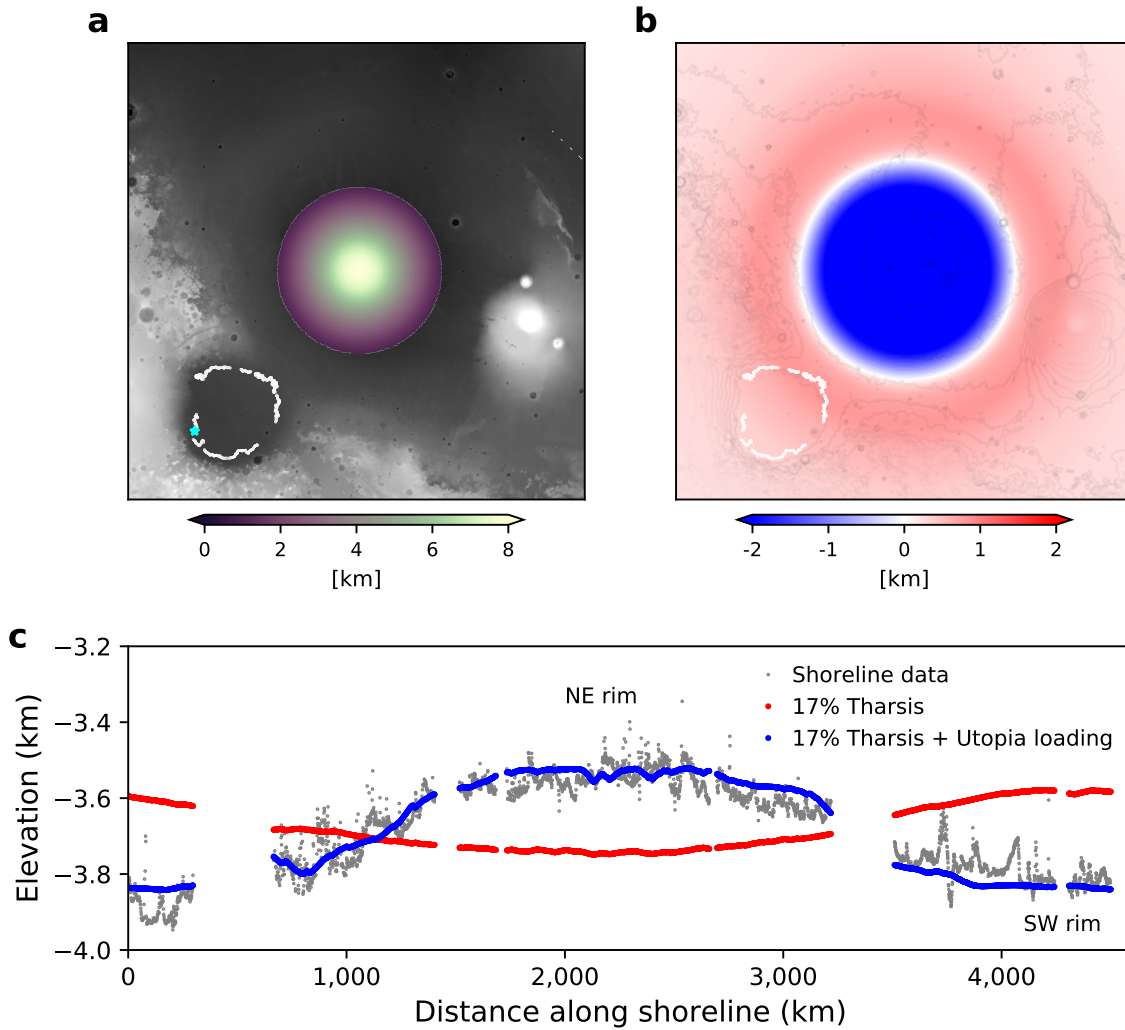 a
b
0 2 4 6 8
[km]
-2 -1 0 1 2
[km]
c
−3.2
−3.4
−3.6
−3.8
−4.0
Elevation (km)
NE rim
Shoreline data
17% Tharsis
17% Tharsis + Utopia loading
SW rim
0 1,000 2,000 3,000 4,000
Distance along shoreline (km)